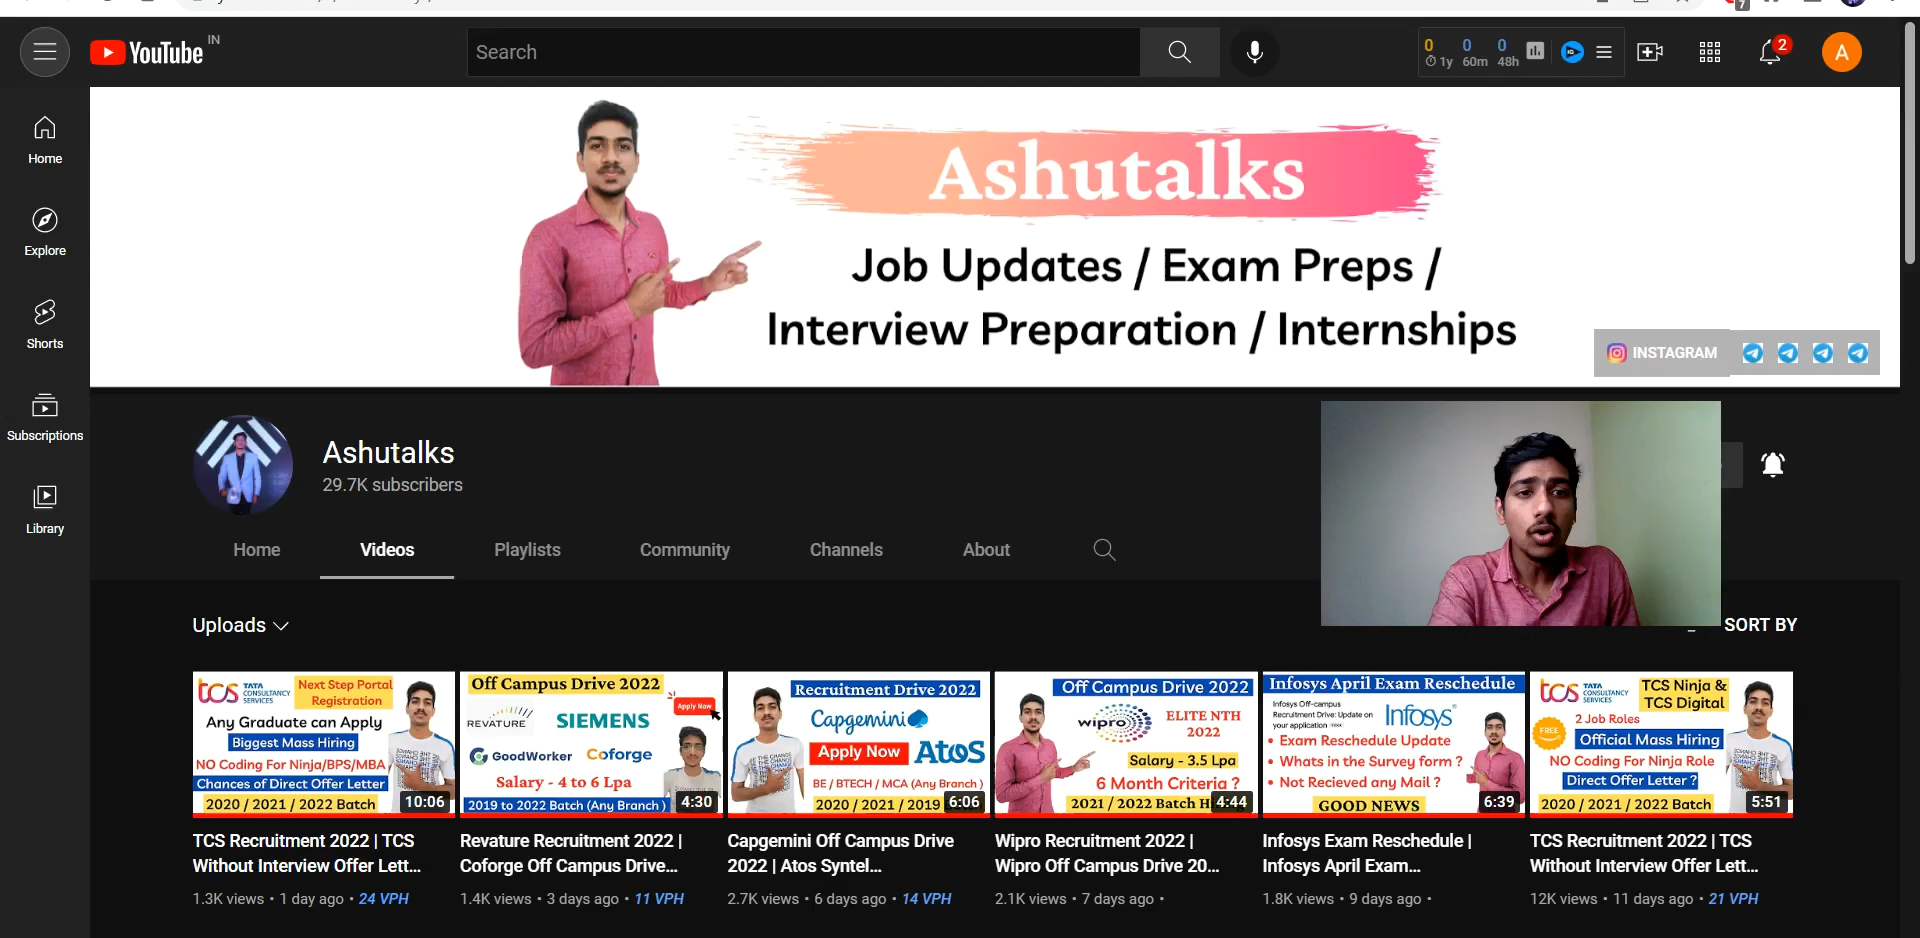 YouTube IN
Search
0 0 0
1y 60m 48h
2
A
7
Home
Explore
Shorts
Subscriptions
Library
Ashutalks
Job Updates / Exam Preps /
Interview Preparation / Internships
INSTAGRAM
Ashutalks
29.7K subscribers
Home Videos Playlists Community Channels About
Uploads
SORT BY
tcs TATA CONSULTANCY SERVICES
Next Step Portal
Registration
Any Graduate can Apply
Biggest Mass Hiring
NO Coding For Ninja/BPS/MBA
Chances of Direct Offer Letter
2020 / 2021 / 2022 Batch
10:06
TCS Recruitment 2022 | TCS
Without Interview Offer Lett...
1.3K views • 1 day ago • 24 VPH
Off Campus Drive 2022
Apply Now
REVATURE SIEMENS
GoodWorker Coforge
Salary - 4 to 6 Lpa
2019 to 2022 Batch (Any Branch )
4:30
Revature Recruitment 2022 |
Coforge Off Campus Drive...
1.4K views • 3 days ago • 11 VPH
Recruitment Drive 2022
Capgemini
Apply Now Atos
BE / BTECH / MCA (Any Branch )
2020 / 2021 / 2019
6:06
Capgemini Off Campus Drive
2022 | Atos Syntel...
2.7K views • 6 days ago • 14 VPH
Off Campus Drive 2022
wipro
ELITE NTH
2022
Salary - 3.5 Lpa
6 Month Criteria ?
2021 / 2022 Batch
4:44
Wipro Recruitment 2022 |
Wipro Off Campus Drive 20...
2.1K views • 7 days ago •
Infosys April Exam Reschedule
Infosys Off-campus
Recruitment Drive: Update on
your application
Infosys
• Exam Reschedule Update
• Whats in the Survey form ?
• Not Recieved any Mail ?
GOOD NEWS
6:39
Infosys Exam Reschedule |
Infosys April Exam...
1.8K views • 9 days ago •
tcs TATA CONSULTANCY SERVICES
TCS Ninja &
TCS Digital
2 Job Roles
FREE
Official Mass Hiring
NO Coding For Ninja Role
Direct Offer Letter ?
2020 / 2021 / 2022 Batch
5:51
TCS Recruitment 2022 | TCS
Without Interview Offer Lett...
12K views • 11 days ago • 21 VPH